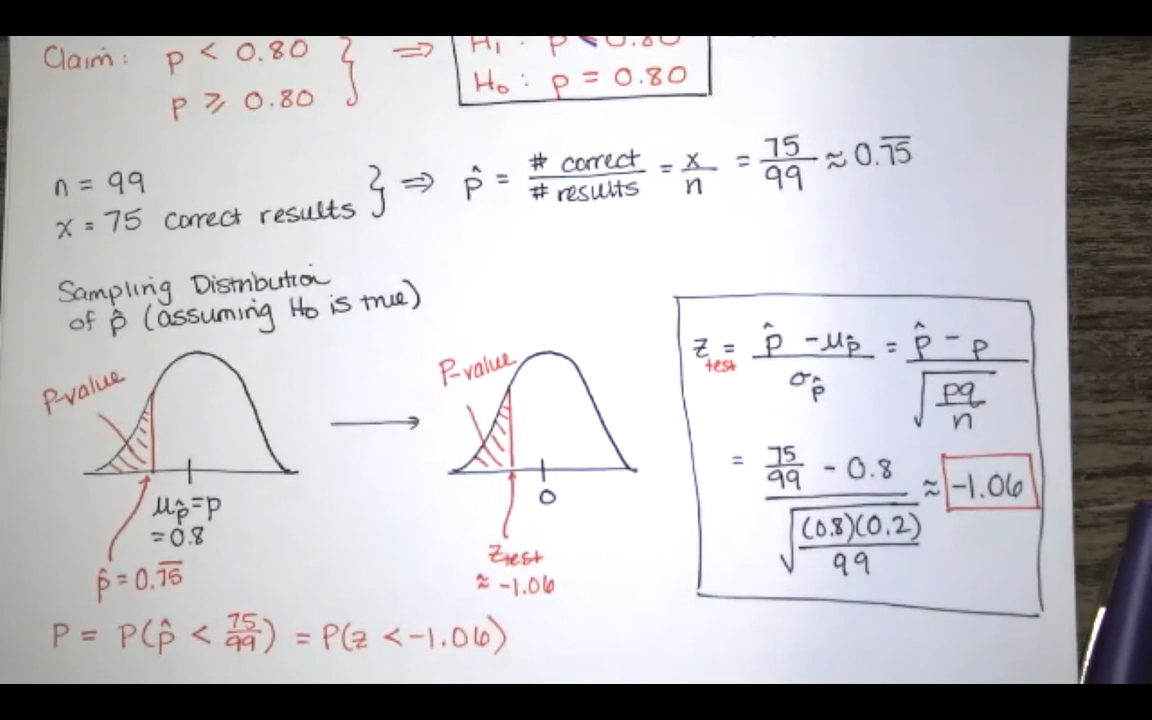 Claim: p < 0.80 } ⇒ H₁ : p < 0.80
p ≥ 0.80 H₀ : p = 0.80
n = 99
x = 75 correct results } ⇒ p̂ = # correct / # results = x/n = 75/99 ≈ 0.7̅5̅
Sampling Distribution
of p̂ (assuming H₀ is true)
P-value
μp̂ = p
= 0.8
p̂ = 0.7̅5̅
P-value
0
ztest
≈ -1.06
ztest = (p̂ - μp̂) / σp̂ = (p̂ - p) / √(pq/n)
= (75/99 - 0.8) / √((0.8)(0.2)/99) ≈ -1.06
P = P(p̂ < 75/99) = P(z < -1.06)